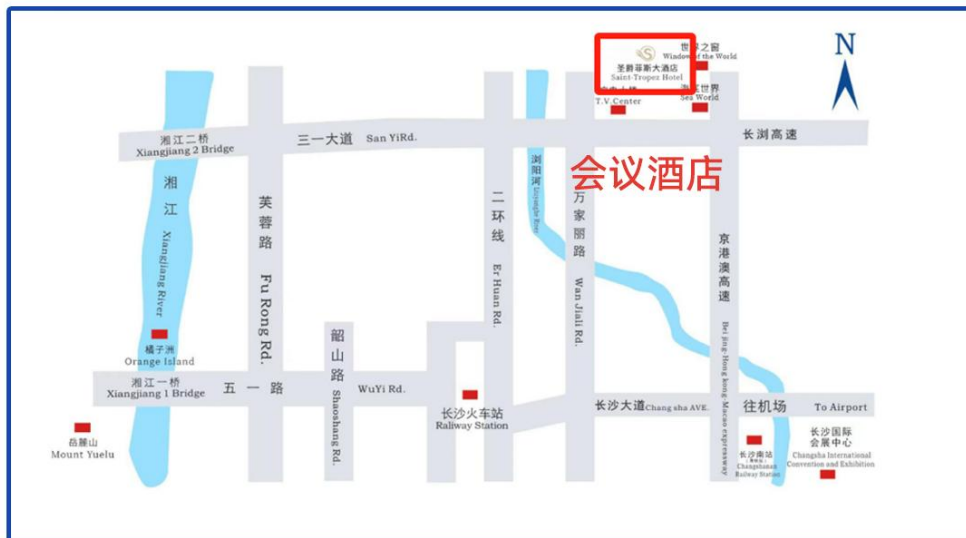 N
世界之窗
Window of the World
圣爵菲斯大酒店
Saint-Tropez Hotel
世界
Sea World
T.V.Center
湘江二桥
Xiangjiang 2 Bridge
三一大道 San YiRd.
长浏高速
会议酒店
湘江
Xiangjiang River
芙蓉路
Fu Rong Rd.
二环线
Er Huan Rd.
浏阳河
万家丽路
Wan Jiali Rd.
京港澳高速
Bei jing-Hong kong-Macao expressway
橘子洲
Orange Island
韶山路
Shaoshang Rd.
湘江一桥
Xiangjiang 1 Bridge
五一路
WuYi Rd.
长沙火车站
Raliway Station
长沙大道 Chang sha AVE.
往机场
To Airport
岳麓山
Mount Yuelu
长沙南站
Changshanan
Railway Station
长沙国际
会展中心
Changsha International
Convention and Exhibition